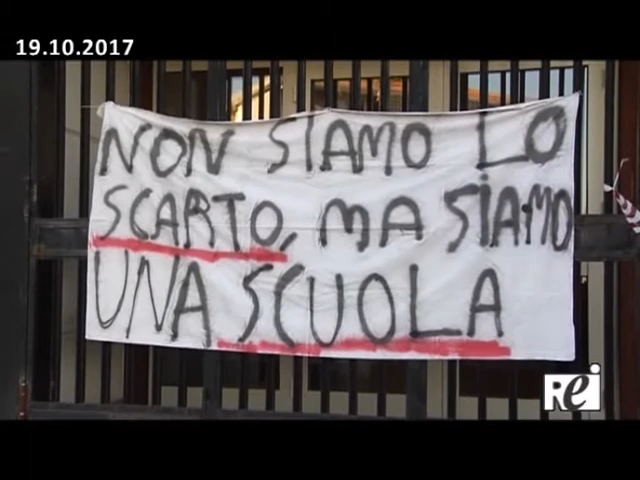 19.10.2017
NON SIAMO LO
SCARTO, MA SiAMO
UNA SCUOLA
REi